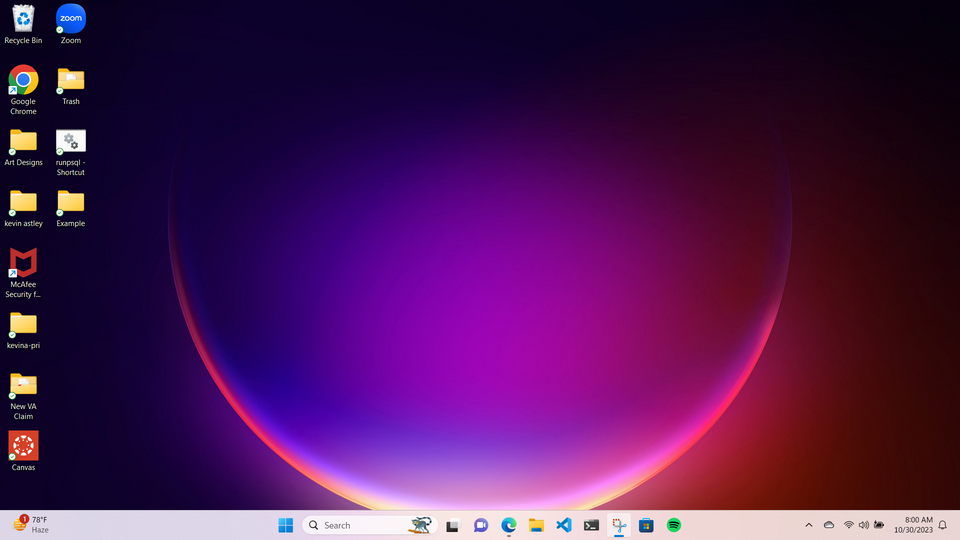 Recycle Bin
zoom
Zoom
Google
Chrome
Trash
Art Designs
runpsql -
Shortcut
kevin astley
Example
McAfee
Security f...
kevina-pri
New VA
Claim
Canvas
1
78°F
Haze
Search
8:00 AM
10/30/2023